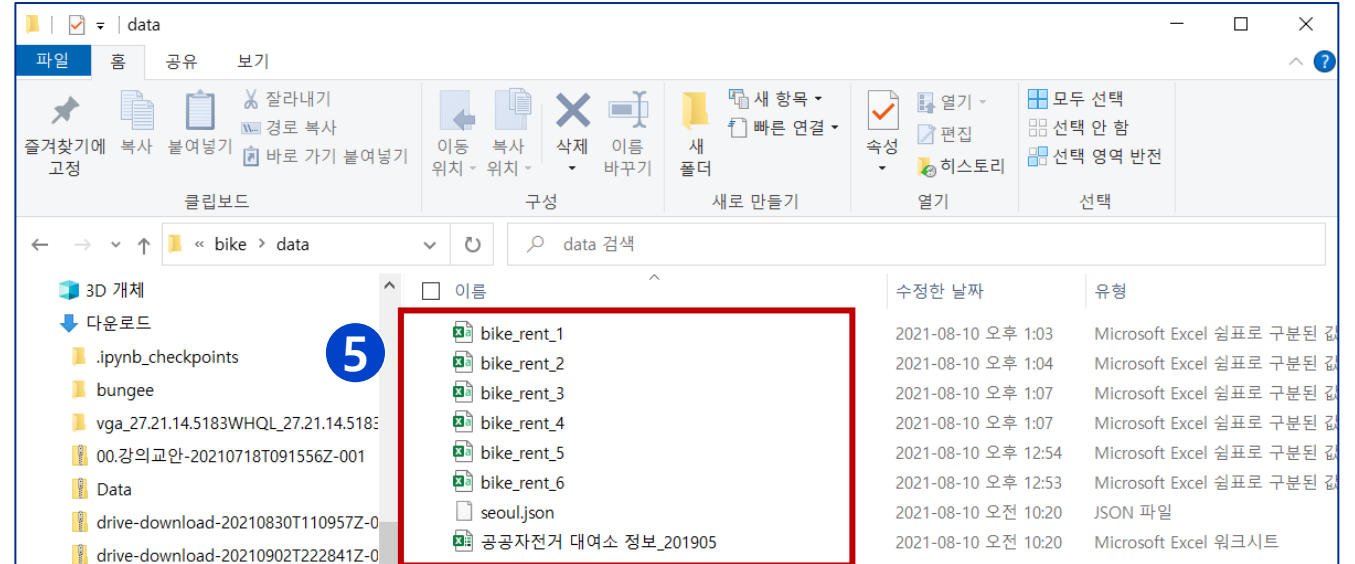 data
파일 홈 공유 보기
즐겨찾기에 고정
복사
붙여넣기
잘라내기
경로 복사
바로 가기 붙여넣기
클립보드
이동 위치
복사 위치
삭제
이름 바꾸기
구성
새 폴더
새 항목
빠른 연결
새로 만들기
속성
열기
편집
히스토리
열기
모두 선택
선택 안 함
선택 영역 반전
선택
« bike > data
data 검색
3D 개체
다운로드
.ipynb_checkpoints
bungee
vga_27.21.14.5183WHQL_27.21.14.5183
00.강의교안-20210718T091556Z-001
Data
drive-download-20210830T110957Z-0
drive-download-20210902T222841Z-0
5
이름 수정한 날짜 유형
bike_rent_1 2021-08-10 오후 1:03 Microsoft Excel 쉼표로 구분된 값
bike_rent_2 2021-08-10 오후 1:04 Microsoft Excel 쉼표로 구분된 값
bike_rent_3 2021-08-10 오후 1:07 Microsoft Excel 쉼표로 구분된 값
bike_rent_4 2021-08-10 오후 1:07 Microsoft Excel 쉼표로 구분된 값
bike_rent_5 2021-08-10 오후 12:54 Microsoft Excel 쉼표로 구분된 값
bike_rent_6 2021-08-10 오후 12:53 Microsoft Excel 쉼표로 구분된 값
seoul.json 2021-08-10 오전 10:20 JSON 파일
공공자전거 대여소 정보_201905 2021-08-10 오전 10:20 Microsoft Excel 워크시트